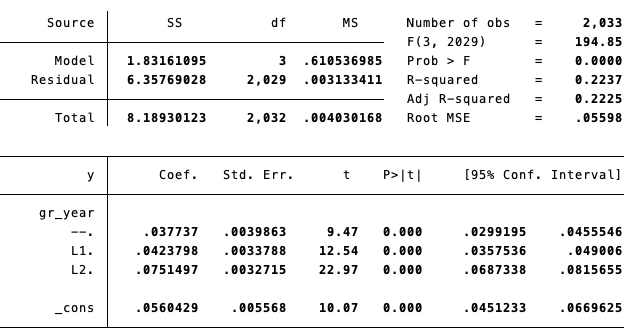 Source SS df MS Number of obs = 2,033
F(3, 2029) = 194.85
Model 1.83161095 3 .610536985 Prob > F = 0.0000
Residual 6.35769028 2,029 .003133411 R-squared = 0.2237
Adj R-squared = 0.2225
Total 8.18930123 2,032 .004030168 Root MSE = .05598
y Coef. Std. Err. t P>|t| [95% Conf. Interval]
gr_year
--. .037737 .0039863 9.47 0.000 .0299195 .0455546
L1. .0423798 .0033788 12.54 0.000 .0357536 .049006
L2. .0751497 .0032715 22.97 0.000 .0687338 .0815655
_cons .0560429 .005568 10.07 0.000 .0451233 .0669625